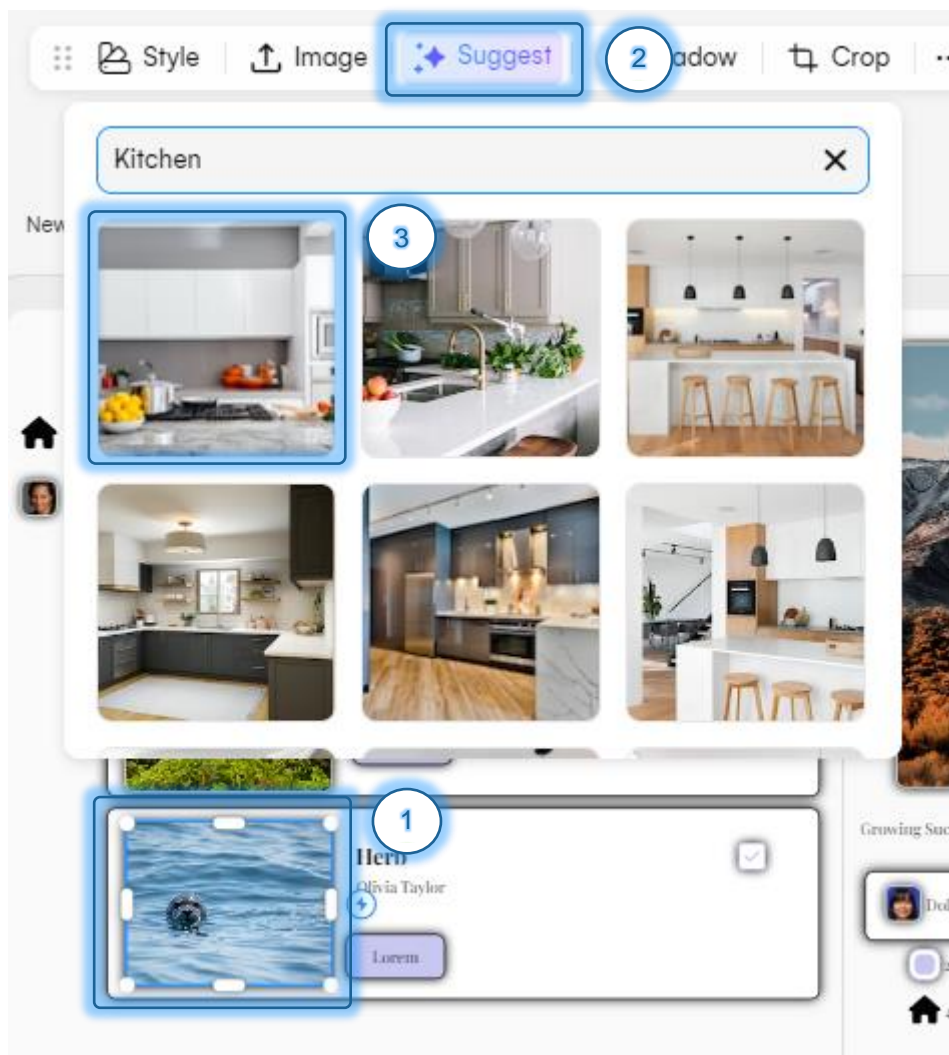 Style Image Suggest 2 adow Crop
Kitchen
New
3
1
Herb
Olivia Taylor
Lorem
Growing Suc
Dol